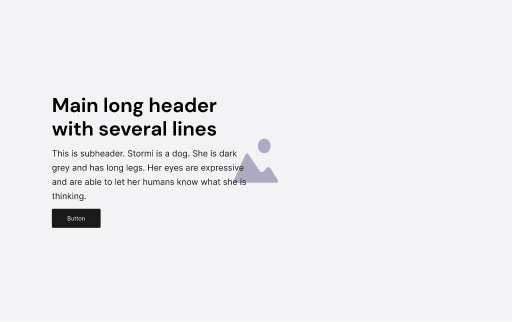 Main long header
with several lines
This is subheader. Stormi is a dog. She is dark
grey and has long legs. Her eyes are expressive
and are able to let her humans know what she is
thinking.
Button